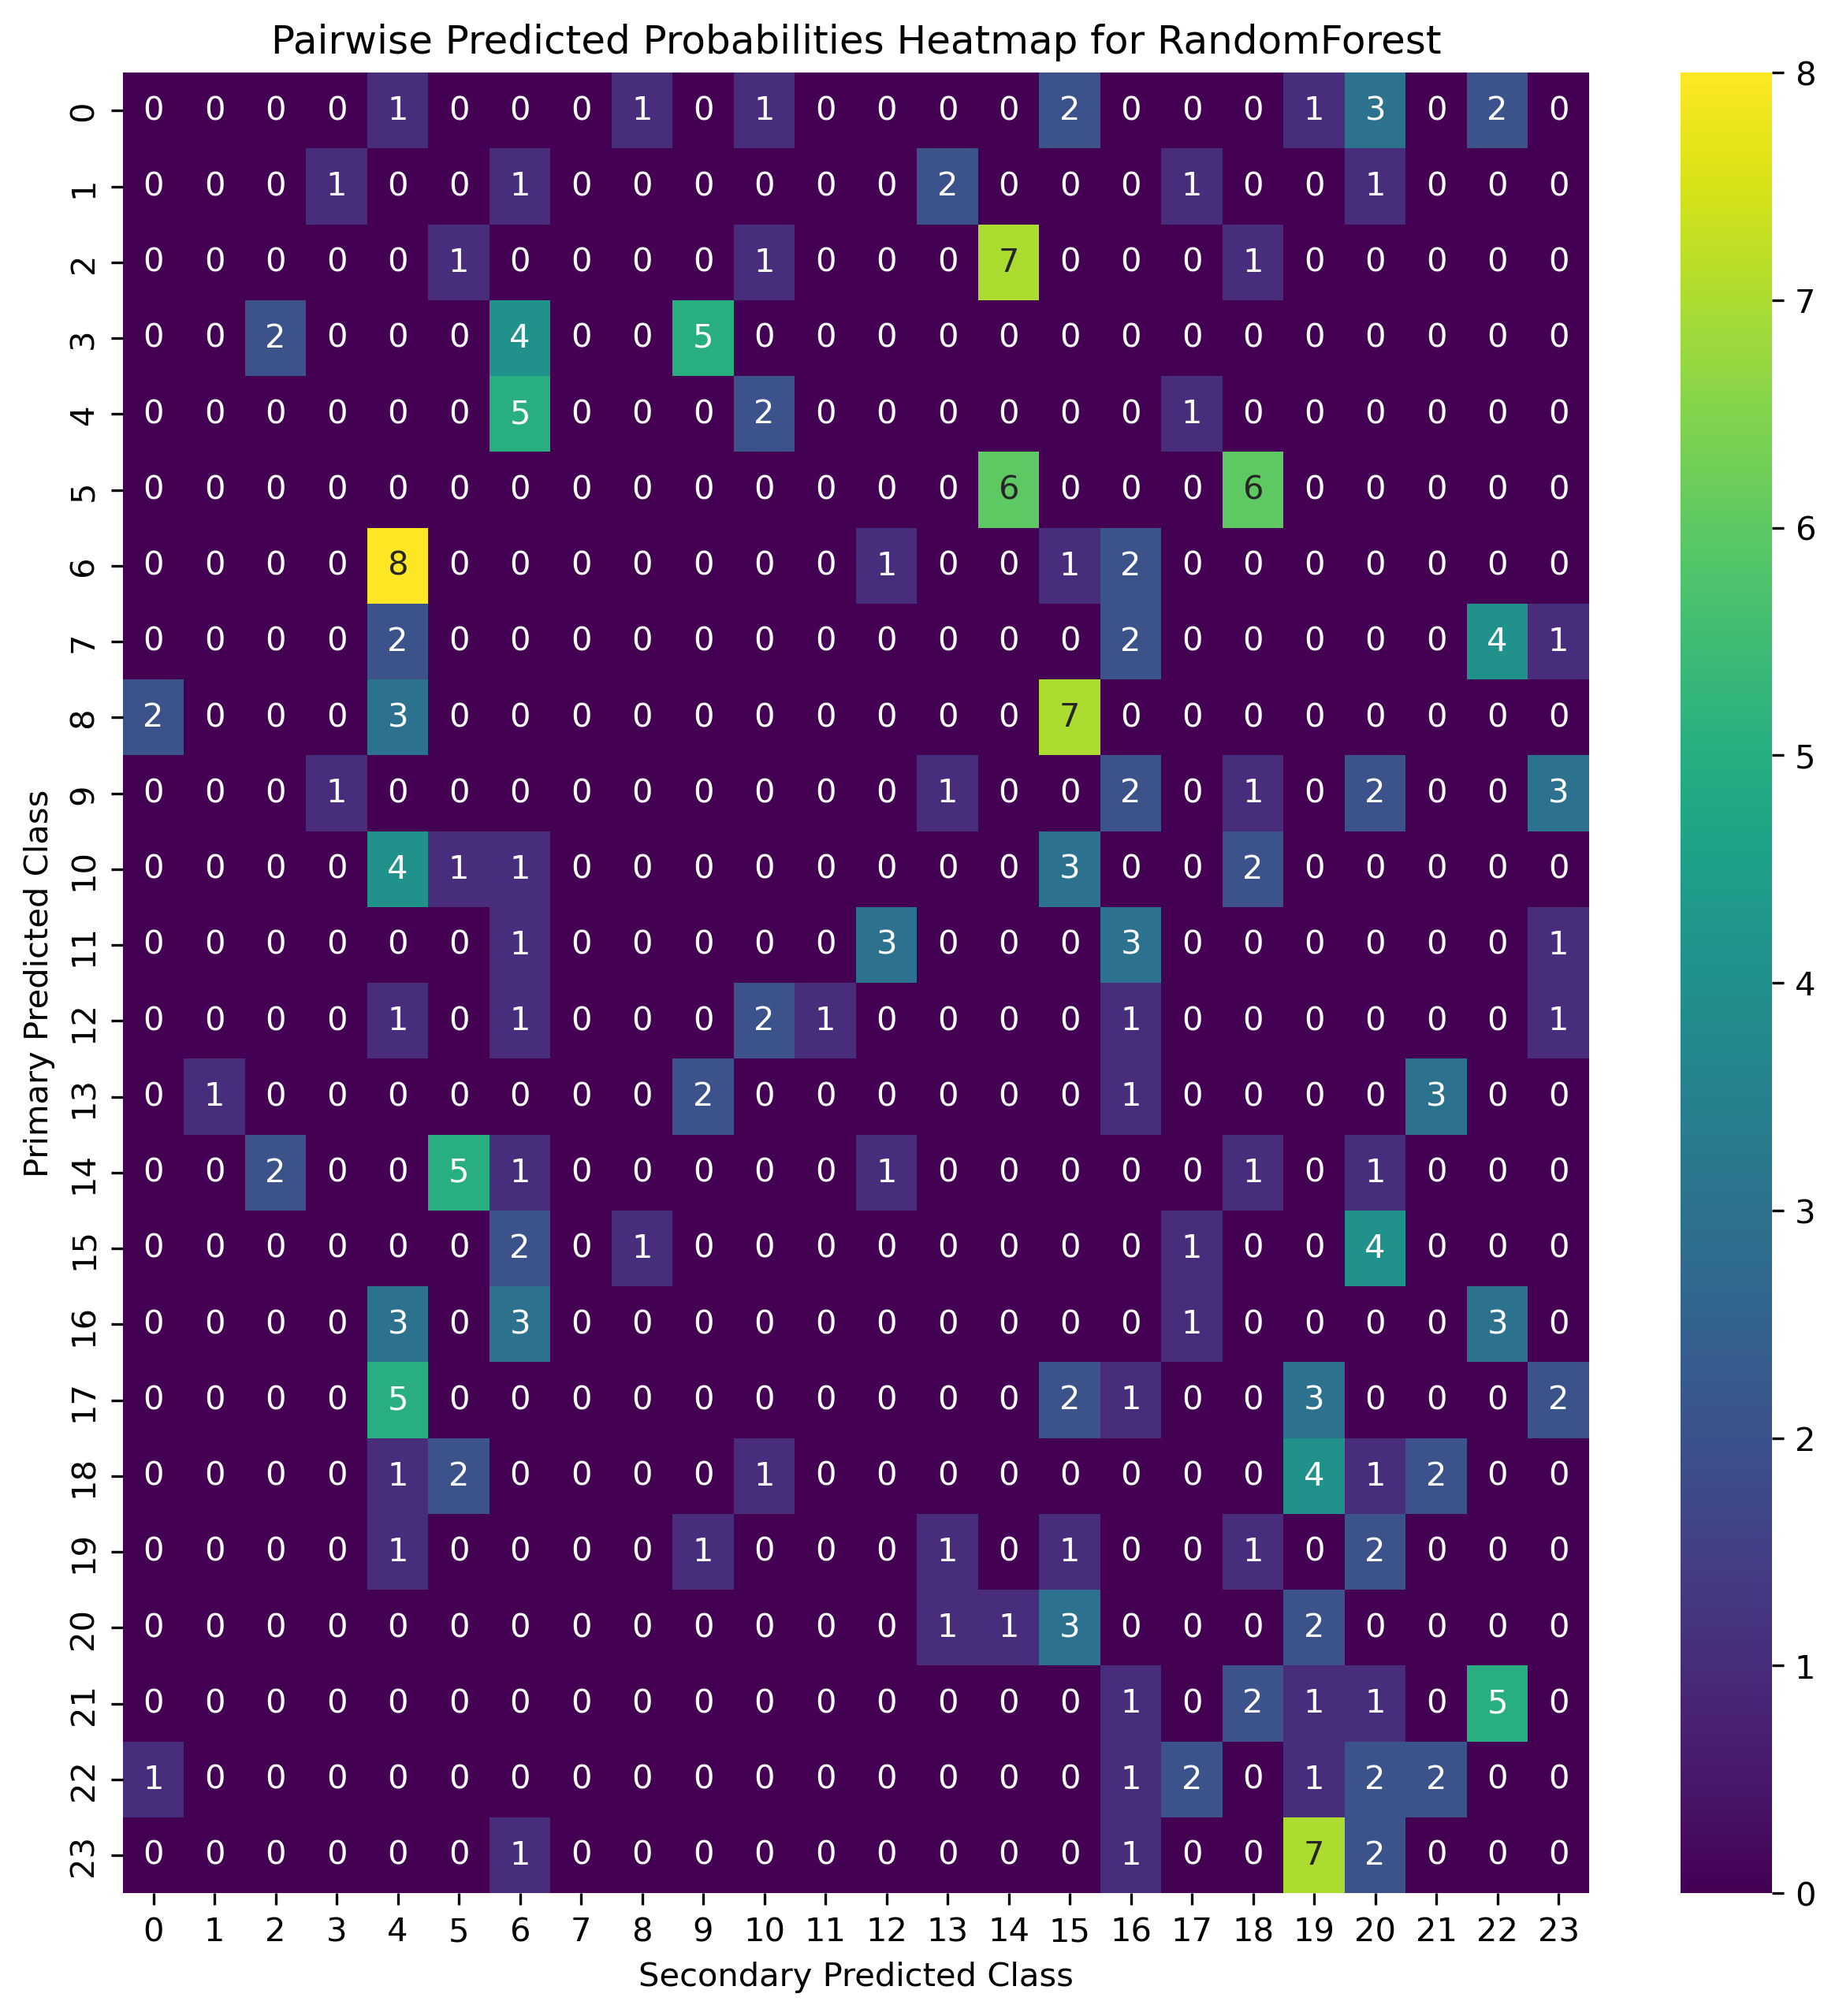 Pairwise Predicted Probabilities Heatmap for RandomForest
0 0 0 0 0 1 0 0 0 1 0 1 0 0 0 0 2 0 0 0 1 3 0 2 0
1 0 0 0 1 0 0 1 0 0 0 0 0 0 2 0 0 0 1 0 0 1 0 0 0
2 0 0 0 0 0 1 0 0 0 0 1 0 0 0 7 0 0 0 1 0 0 0 0 0
3 0 0 2 0 0 0 4 0 0 5 0 0 0 0 0 0 0 0 0 0 0 0 0 0
4 0 0 0 0 0 0 5 0 0 0 2 0 0 0 0 0 0 1 0 0 0 0 0 0
5 0 0 0 0 0 0 0 0 0 0 0 0 0 0 6 0 0 0 6 0 0 0 0 0
6 0 0 0 0 8 0 0 0 0 0 0 0 1 0 0 1 2 0 0 0 0 0 0 0
7 0 0 0 0 2 0 0 0 0 0 0 0 0 0 0 0 2 0 0 0 0 0 4 1
8 2 0 0 0 3 0 0 0 0 0 0 0 0 0 0 7 0 0 0 0 0 0 0 0
9 0 0 0 1 0 0 0 0 0 0 0 0 0 1 0 0 2 0 1 0 2 0 0 3
10 0 0 0 0 4 1 1 0 0 0 0 0 0 0 0 3 0 0 2 0 0 0 0 0
11 0 0 0 0 0 0 1 0 0 0 0 0 3 0 0 0 3 0 0 0 0 0 0 1
12 0 0 0 0 1 0 1 0 0 0 2 1 0 0 0 0 1 0 0 0 0 0 0 1
13 0 1 0 0 0 0 0 0 0 2 0 0 0 0 0 0 1 0 0 0 0 3 0 0
14 0 0 2 0 0 5 1 0 0 0 0 0 1 0 0 0 0 0 1 0 1 0 0 0
15 0 0 0 0 0 0 2 0 1 0 0 0 0 0 0 0 0 1 0 0 4 0 0 0
16 0 0 0 0 3 0 3 0 0 0 0 0 0 0 0 0 0 1 0 0 0 0 3 0
17 0 0 0 0 5 0 0 0 0 0 0 0 0 0 0 2 1 0 0 3 0 0 0 2
18 0 0 0 0 1 2 0 0 0 0 1 0 0 0 0 0 0 0 0 4 1 2 0 0
19 0 0 0 0 1 0 0 0 0 1 0 0 0 1 0 1 0 0 1 0 2 0 0 0
20 0 0 0 0 0 0 0 0 0 0 0 0 0 1 1 3 0 0 0 2 0 0 0 0
21 0 0 0 0 0 0 0 0 0 0 0 0 0 0 0 0 1 0 2 1 1 0 5 0
22 1 0 0 0 0 0 0 0 0 0 0 0 0 0 0 0 1 2 0 1 2 2 0 0
23 0 0 0 0 0 0 1 0 0 0 0 0 0 0 0 0 1 0 0 7 2 0 0 0
0 1 2 3 4 5 6 7 8 9 10 11 12 13 14 15 16 17 18 19 20 21 22 23
Secondary Predicted Class
Primary Predicted Class
8
7
6
5
4
3
2
1
0